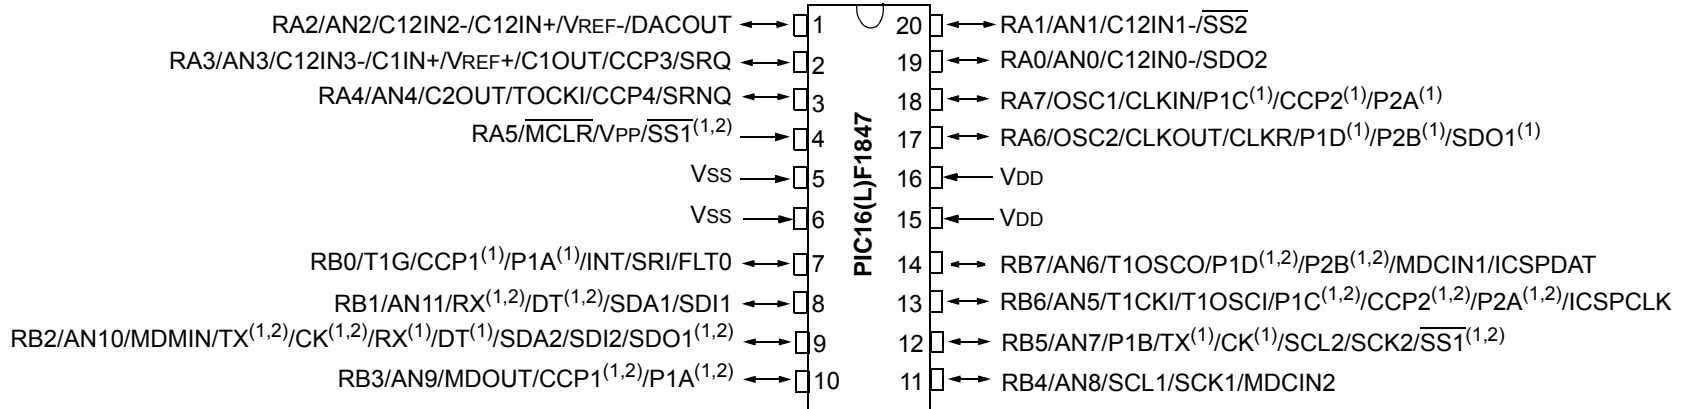 RA2/AN2/C12IN2-/C12IN+/VREF-/DACOUT 1
RA3/AN3/C12IN3-/C1IN+/VREF+/C1OUT/CCP3/SRQ 2
RA4/AN4/C2OUT/TOCKI/CCP4/SRNQ 3
RA5/MCLR/VPP/SS1(1,2) 4
VSS 5
VSS 6
RB0/T1G/CCP1(1)/P1A(1)/INT/SRI/FLT0 7
RB1/AN11/RX(1,2)/DT(1,2)/SDA1/SDI1 8
RB2/AN10/MDMIN/TX(1,2)/CK(1,2)/RX(1)/DT(1)/SDA2/SDI2/SDO1(1,2) 9
RB3/AN9/MDOUT/CCP1(1,2)/P1A(1,2) 10
PIC16(L)F1847
20 RA1/AN1/C12IN1-/SS2
19 RA0/AN0/C12IN0-/SDO2
18 RA7/OSC1/CLKIN/P1C(1)/CCP2(1)/P2A(1)
17 RA6/OSC2/CLKOUT/CLKR/P1D(1)/P2B(1)/SDO1(1)
16 VDD
15 VDD
14 RB7/AN6/T1OSCO/P1D(1,2)/P2B(1,2)/MDCIN1/ICSPDAT
13 RB6/AN5/T1CKI/T1OSCI/P1C(1,2)/CCP2(1,2)/P2A(1,2)/ICSPCLK
12 RB5/AN7/P1B/TX(1)/CK(1)/SCL2/SCK2/SS1(1,2)
11 RB4/AN8/SCL1/SCK1/MDCIN2